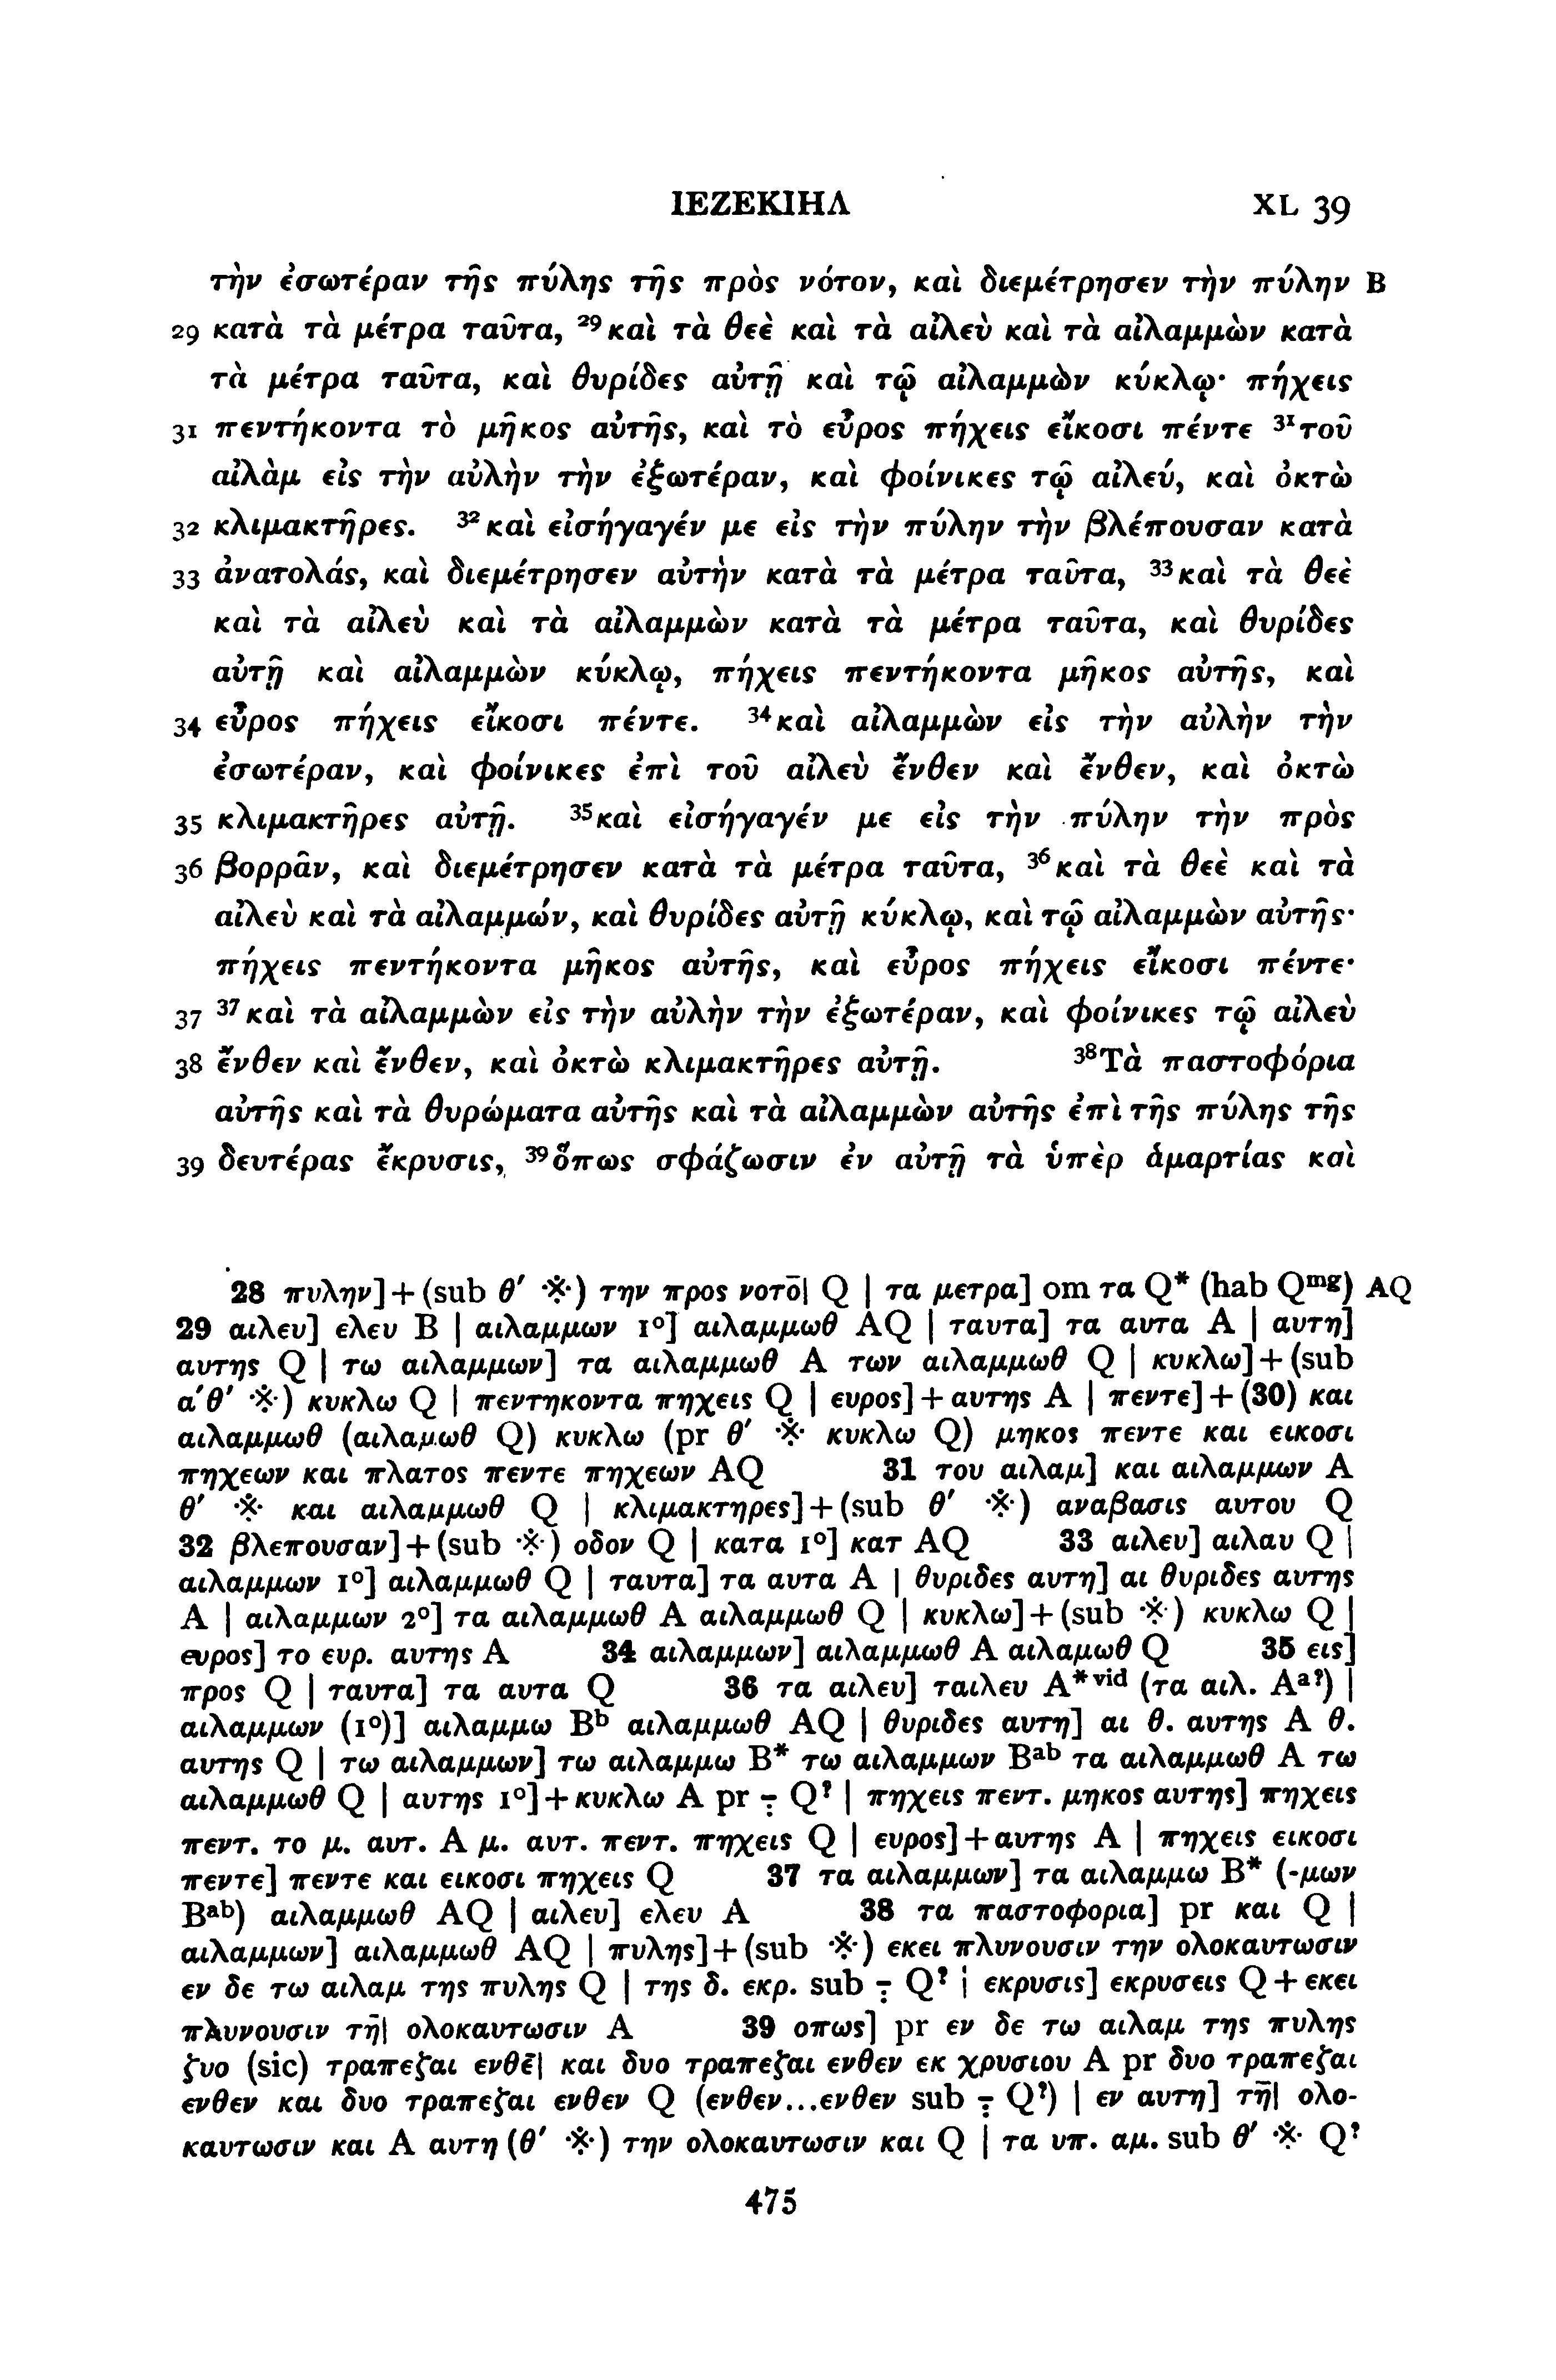 ΙΕΖΕΚΙΗΛ XL 39
τὴν ἐσωτέραν τῆς πύλης τῆς πρὸς νότον, καὶ διεμέτρησεν τὴν πύλην B
29 κατὰ τὰ μέτρα ταῦτα, ²⁹καὶ τὰ θεὲ καὶ τὰ αἰλεὺ καὶ τὰ αἰλαμμὼν κατὰ
τὰ μέτρα ταῦτα, καὶ θυρίδες αὐτῇ καὶ τῷ αἰλαμμὼν κύκλῳ· πήχεις
31 πεντήκοντα τὸ μῆκος αὐτῆς, καὶ τὸ εὖρος πήχεις εἴκοσι πέντε ³¹τοῦ
αἰλὰμ εἰς τὴν αὐλὴν τὴν ἐξωτέραν, καὶ φοίνικες τῷ αἰλεύ, καὶ ὀκτὼ
32 κλιμακτῆρες. ³²καὶ εἰσήγαγέν με εἰς τὴν πύλην τὴν βλέπουσαν κατὰ
33 ἀνατολάς, καὶ διεμέτρησεν αὐτὴν κατὰ τὰ μέτρα ταῦτα, ³³καὶ τὰ θεὲ
καὶ τὰ αἰλεὺ καὶ τὰ αἰλαμμὼν κατὰ τὰ μέτρα ταῦτα, καὶ θυρίδες
αὐτῇ καὶ αἰλαμμὼν κύκλῳ, πήχεις πεντήκοντα μῆκος αὐτῆς, καὶ
34 εὖρος πήχεις εἴκοσι πέντε. ³⁴καὶ αἰλαμμὼν εἰς τὴν αὐλὴν τὴν
ἐσωτέραν, καὶ φοίνικες ἐπὶ τοῦ αἰλεὺ ἔνθεν καὶ ἔνθεν, καὶ ὀκτὼ
35 κλιμακτῆρες αὐτῇ. ³⁵καὶ εἰσήγαγέν με εἰς τὴν πύλην τὴν πρὸς
36 βορρᾶν, καὶ διεμέτρησεν κατὰ τὰ μέτρα ταῦτα, ³⁶καὶ τὰ θεὲ καὶ τὰ
αἰλεὺ καὶ τὰ αἰλαμμών, καὶ θυρίδες αὐτῇ κύκλῳ, καὶ τῷ αἰλαμμὼν αὐτῆς·
πήχεις πεντήκοντα μῆκος αὐτῆς, καὶ εὖρος πήχεις εἴκοσι πέντε·
37 ³⁷καὶ τὰ αἰλαμμὼν εἰς τὴν αὐλὴν τὴν ἐξωτέραν, καὶ φοίνικες τῷ αἰλεὺ
38 ἔνθεν καὶ ἔνθεν, καὶ ὀκτὼ κλιμακτῆρες αὐτῇ. ³⁸Τὰ παστοφόρια
αὐτῆς καὶ τὰ θυρώματα αὐτῆς καὶ τὰ αἰλαμμὼν αὐτῆς ἐπὶ τῆς πύλης τῆς
39 δευτέρας ἔκρυσις, ³⁹ὅπως σφάζωσιν ἐν αὐτῇ τὰ ὑπὲρ ἁμαρτίας καὶ
28 πυλην]+(sub θ′ ※) την προς νοτο̄| Q | τα μετρα] om τα Q* (hab Qᵐᵍ) AQ
29 αιλευ] ελευ B | αιλαμμων 1°] αιλαμμωθ AQ | ταυτα] τα αυτα A | αυτη]
αυτης Q | τω αιλαμμων] τα αιλαμμωθ A των αιλαμμωθ Q | κυκλω]+(sub
α′θ′ ※) κυκλω Q | πεντηκοντα πηχεις Q | ευρος]+αυτης A | πεντε]+(30) και
αιλαμμωθ (αιλαμωθ Q) κυκλω (pr θ′ ※ κυκλω Q) μηκος πεντε και εικοσι
πηχεων και πλατος πεντε πηχεων AQ 31 του αιλαμ] και αιλαμμων A
θ′ ※ και αιλαμμωθ Q | κλιμακτηρες]+(sub θ′ ※) αναβασις αυτου Q
32 βλεπουσαν]+(sub ※) οδον Q | κατα 1°] κατ AQ 33 αιλευ] αιλαυ Q |
αιλαμμων 1°] αιλαμμωθ Q | ταυτα] τα αυτα A | θυριδες αυτη] αι θυριδες αυτης
A | αιλαμμων 2°] τα αιλαμμωθ A αιλαμμωθ Q | κυκλω]+(sub ※) κυκλω Q |
ευρος] το ευρ. αυτης A 34 αιλαμμων] αιλαμμωθ A αιλαμωθ Q 35 εις]
προς Q | ταυτα] τα αυτα Q 36 τα αιλευ] ταιλευ A*ᵛⁱᵈ (τα αιλ. Aᵃ?) |
αιλαμμων (1°)] αιλαμμω Bᵇ αιλαμμωθ AQ | θυριδες αυτη] αι θ. αυτης A θ.
αυτης Q | τω αιλαμμων] τω αιλαμμω B* τω αιλαμμων Bᵃᵇ τα αιλαμμωθ A τω
αιλαμμωθ Q | αυτης 1°]+κυκλω A pr ⁒ Q? | πηχεις πεντ. μηκος αυτης] πηχεις
πεντ. το μ. αυτ. A μ. αυτ. πεντ. πηχεις Q | ευρος]+αυτης A | πηχεις εικοσι
πεντε] πεντε και εικοσι πηχεις Q 37 τα αιλαμμων] τα αιλαμμω B* (-μων
Bᵃᵇ) αιλαμμωθ AQ | αιλευ] ελευ A 38 τα παστοφορια] pr και Q |
αιλαμμων] αιλαμμωθ AQ | πυλης]+(sub ※) εκει πλυνουσιν την ολοκαυτωσιν
εν δε τω αιλαμ της πυλης Q | της δ. εκρ. sub ⁒ Q? | εκρυσις] εκρυσεις Q+εκει
πλυνουσιν τη̄| ολοκαυτωσιν A 39 οπως] pr εν δε τω αιλαμ της πυλης
ζυο (sic) τραπεζαι ενθε̄| και δυο τραπεζαι ενθεν εκ χρυσιου A pr δυο τραπεζαι
ενθεν και δυο τραπεζαι ενθεν Q (ενθεν...ενθεν sub ⁒ Q?) | εν αυτη] τη̄| ολο-
καυτωσιν και A αυτη (θ′ ※) την ολοκαυτωσιν και Q | τα υπ. αμ. sub θ′ ※ Q?
475